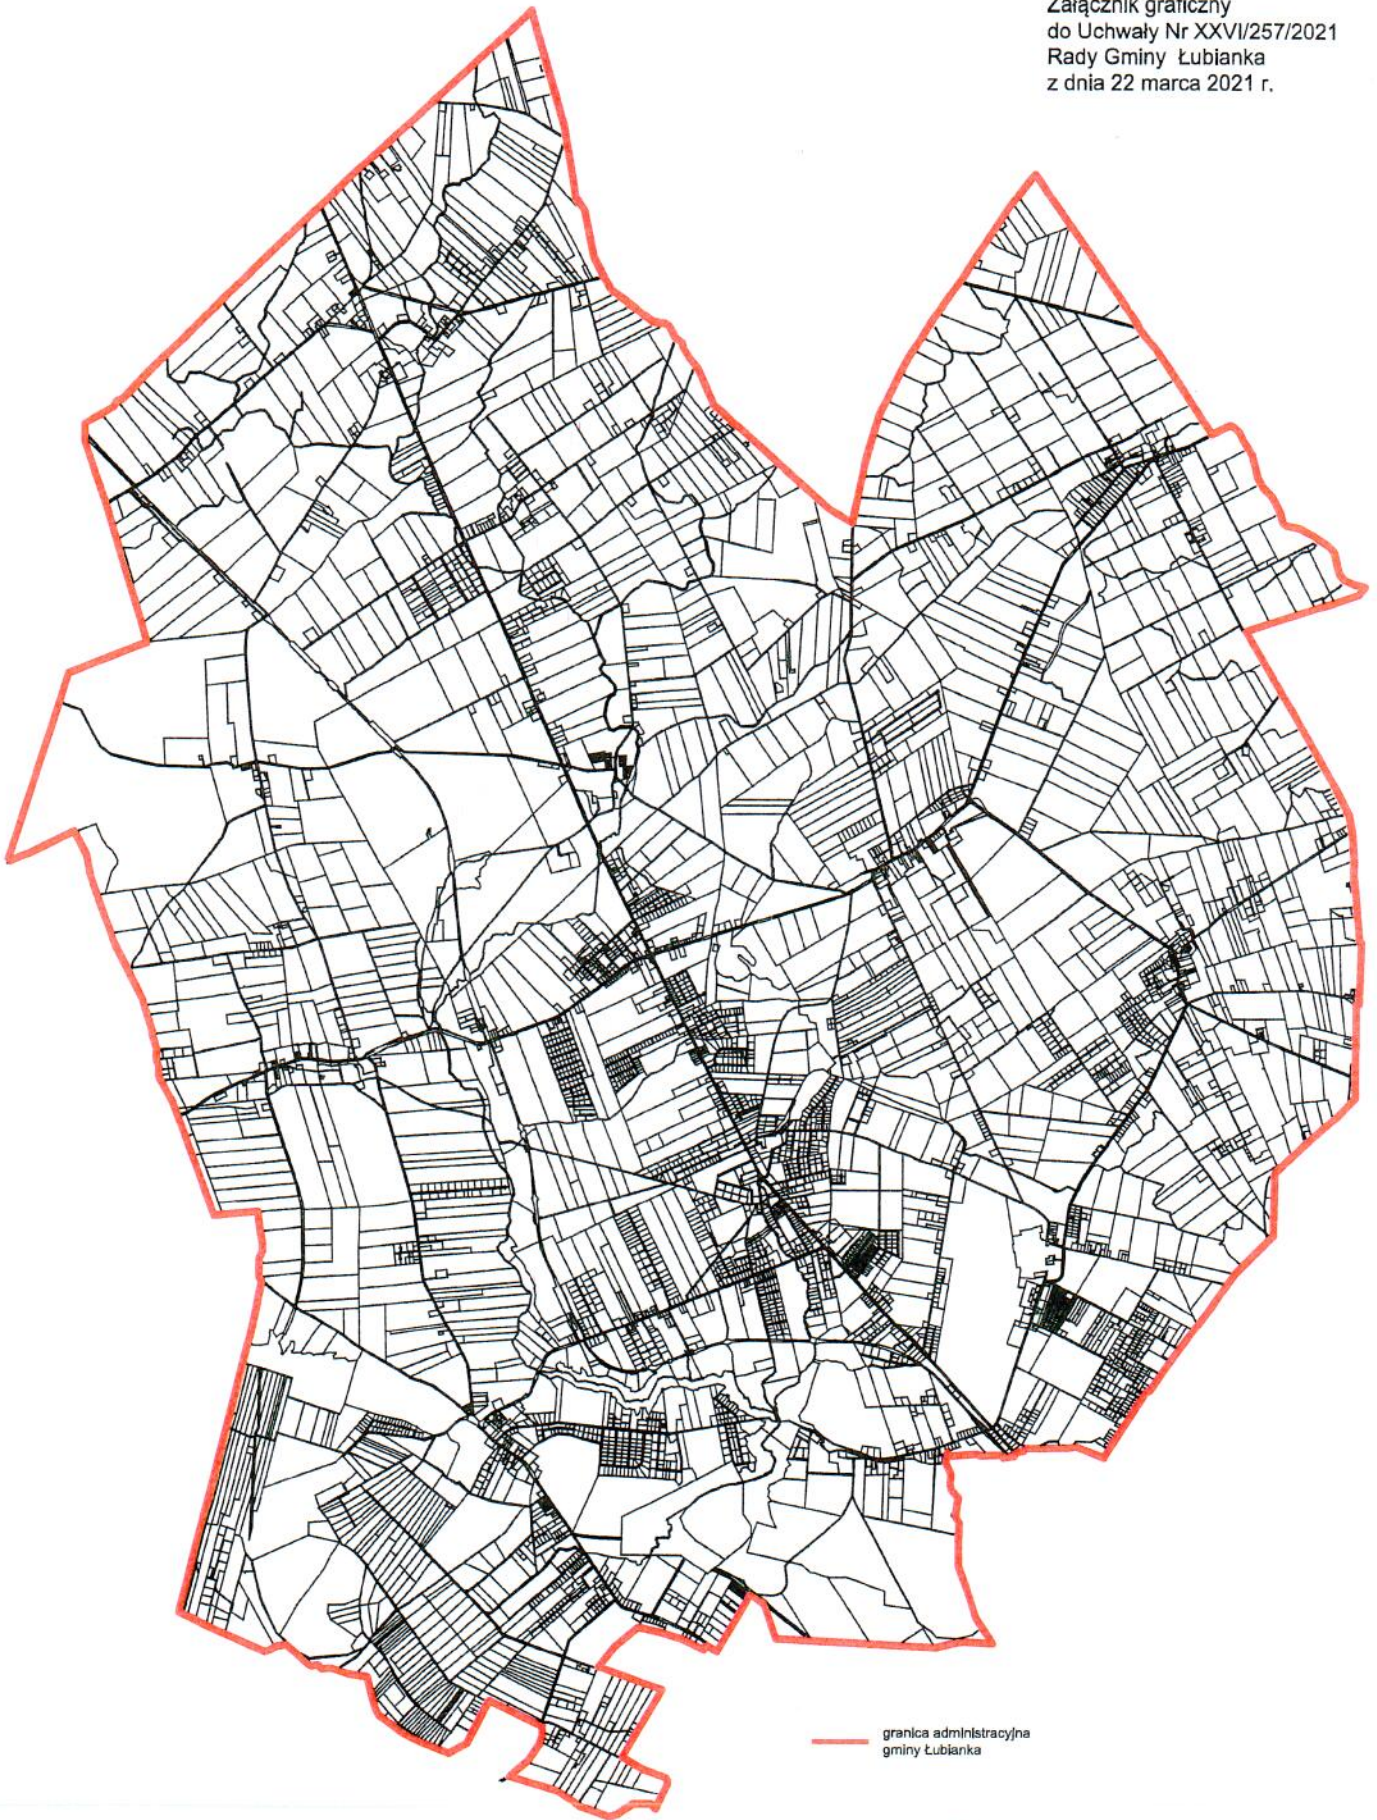 Załącznik graficzny
do Uchwały Nr XXVI/257/2021
Rady Gminy Łubianka
z dnia 22 marca 2021 r.
granica administracyjna
gminy Łubianka